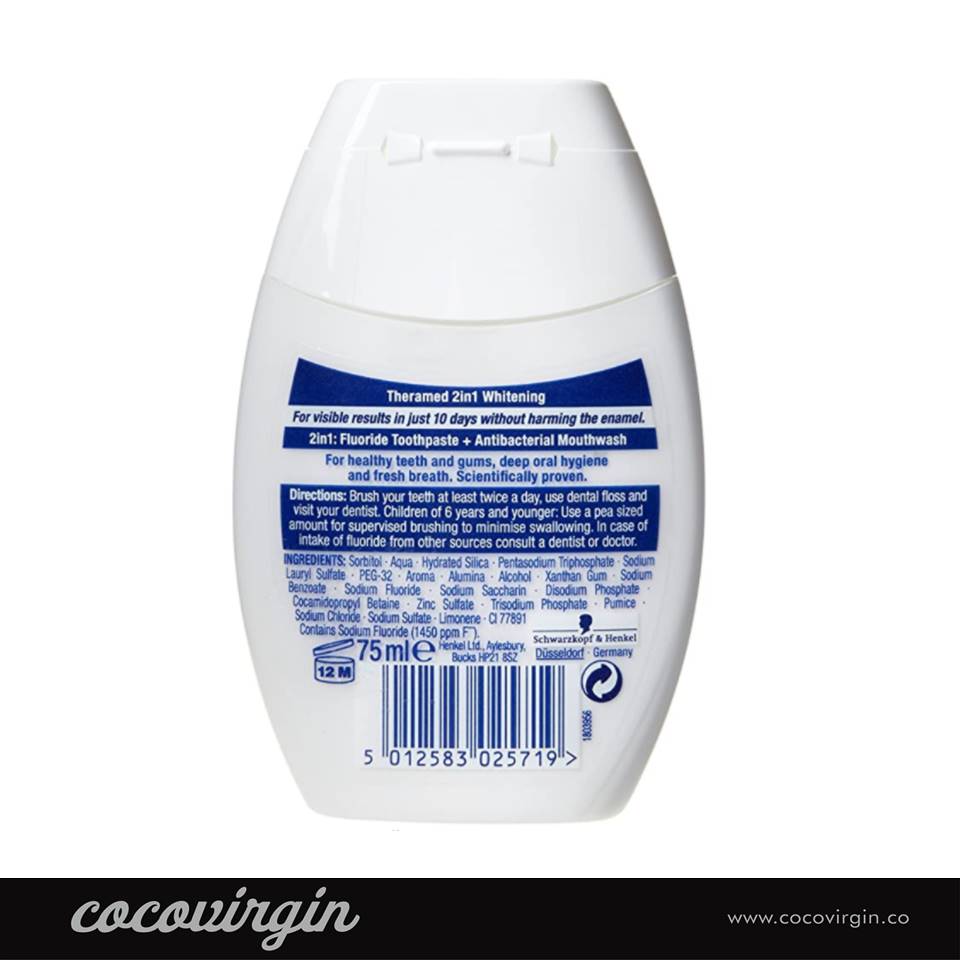 Theramed 2in1 Whitening
For visible results in just 10 days without harming the enamel.
2in1: Fluoride Toothpaste + Antibacterial Mouthwash
For healthy teeth and gums, deep oral hygiene
and fresh breath. Scientifically proven.
Directions: Brush your teeth at least twice a day, use dental floss and
visit your dentist. Children of 6 years and younger: Use a pea sized
amount for supervised brushing to minimise swallowing. In case of
intake of fluoride from other sources consult a dentist or doctor.
INGREDIENTS: Sorbitol · Aqua · Hydrated Silica · Pentasodium Triphosphate · Sodium
Lauryl Sulfate · PEG-32 · Aroma · Alumina · Alcohol · Xanthan Gum · Sodium
Benzoate · Sodium Fluoride · Sodium Saccharin · Disodium Phosphate ·
Cocamidopropyl Betaine · Zinc Sulfate · Trisodium Phosphate · Pumice ·
Sodium Chloride · Sodium Sulfate · Limonene · CI 77891
Contains Sodium Fluoride (1450 ppm F⁻).
Schwarzkopf & Henkel
Düsseldorf · Germany
12 M
75 ml e
Henkel Ltd., Aylesbury,
Bucks HP21 8SZ
1803956
5 012583 025719 >
cocovirgin
www.cocovirgin.co